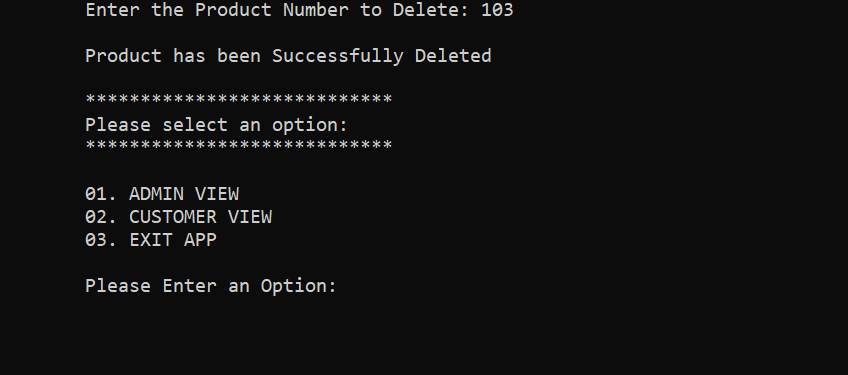 Enter the Product Number to Delete: 103
Product has been Successfully Deleted
****************************
Please select an option:
****************************
01. ADMIN VIEW
02. CUSTOMER VIEW
03. EXIT APP
Please Enter an Option: